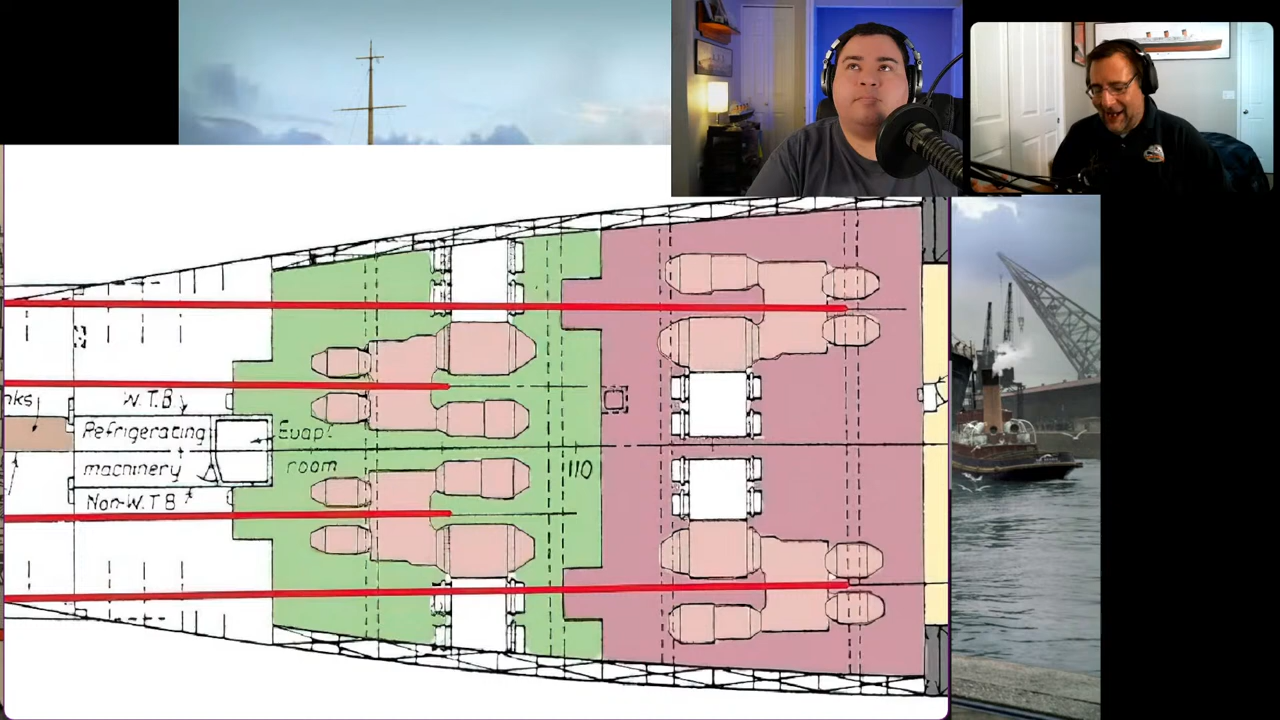 nks
W.T.B
Refrigerating
machinery
Non-W.T B
Evap!
room
110